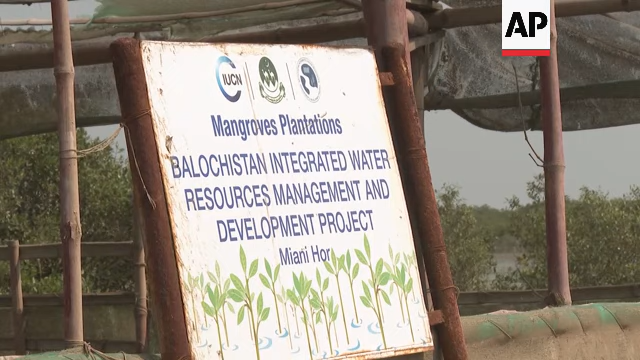 AP
IUCN
Mangroves Plantations
BALOCHISTAN INTEGRATED WATER
RESOURCES MANAGEMENT AND
DEVELOPMENT PROJECT
Miani Hor